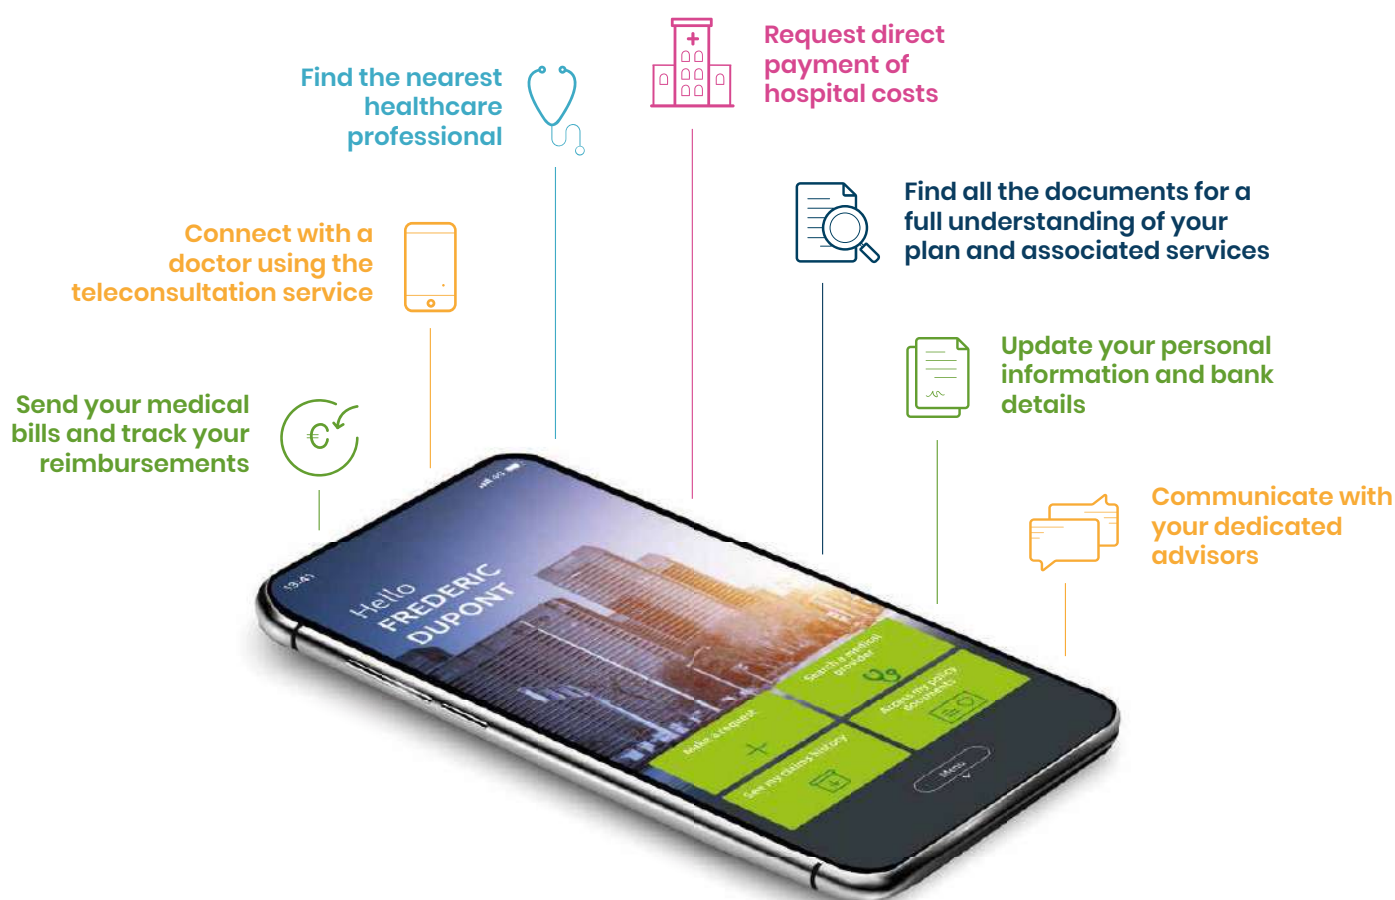 Request direct
payment of
hospital costs
Find the nearest
healthcare
professional
Find all the documents for a
full understanding of your
plan and associated services
Connect with a
doctor using the
teleconsultation service
Update your personal
information and bank
details
Send your medical
bills and track your
reimbursements
€
Communicate with
your dedicated
advisors
4G
13:41
Hello
FREDERIC
DUPONT
Search a medical
provider
Access my policy
documents
Make a request
See my claims history
Menu